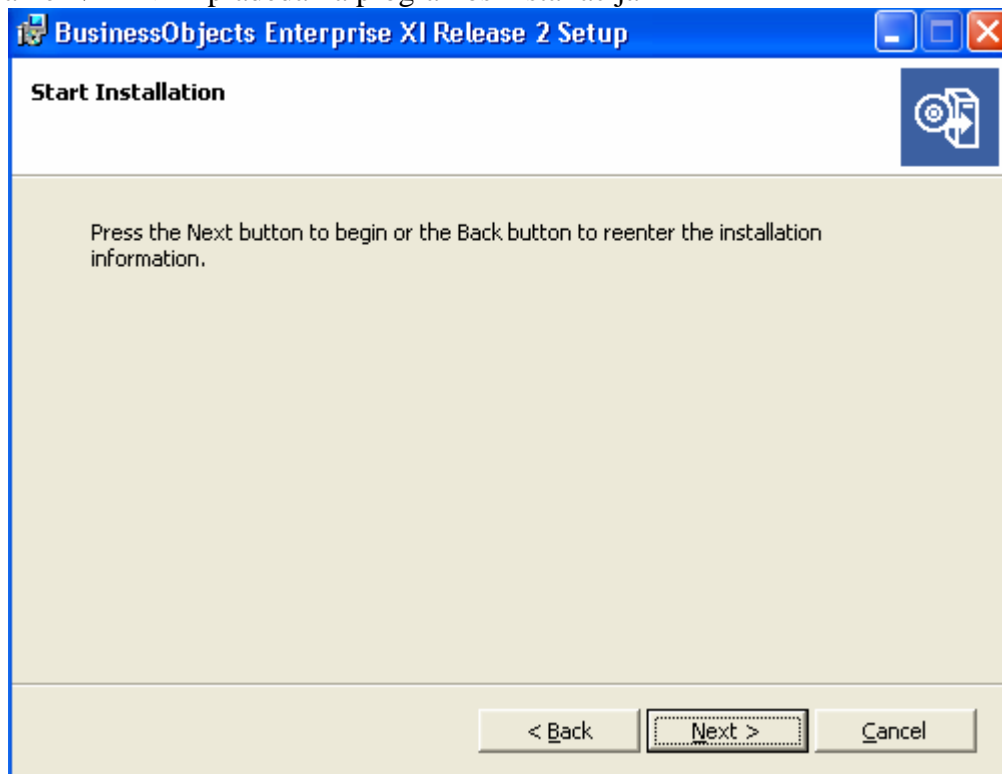 BusinessObjects Enterprise XI Release 2 Setup
Start Installation
Press the Next button to begin or the Back button to reenter the installation
information.
< Back Next > Cancel